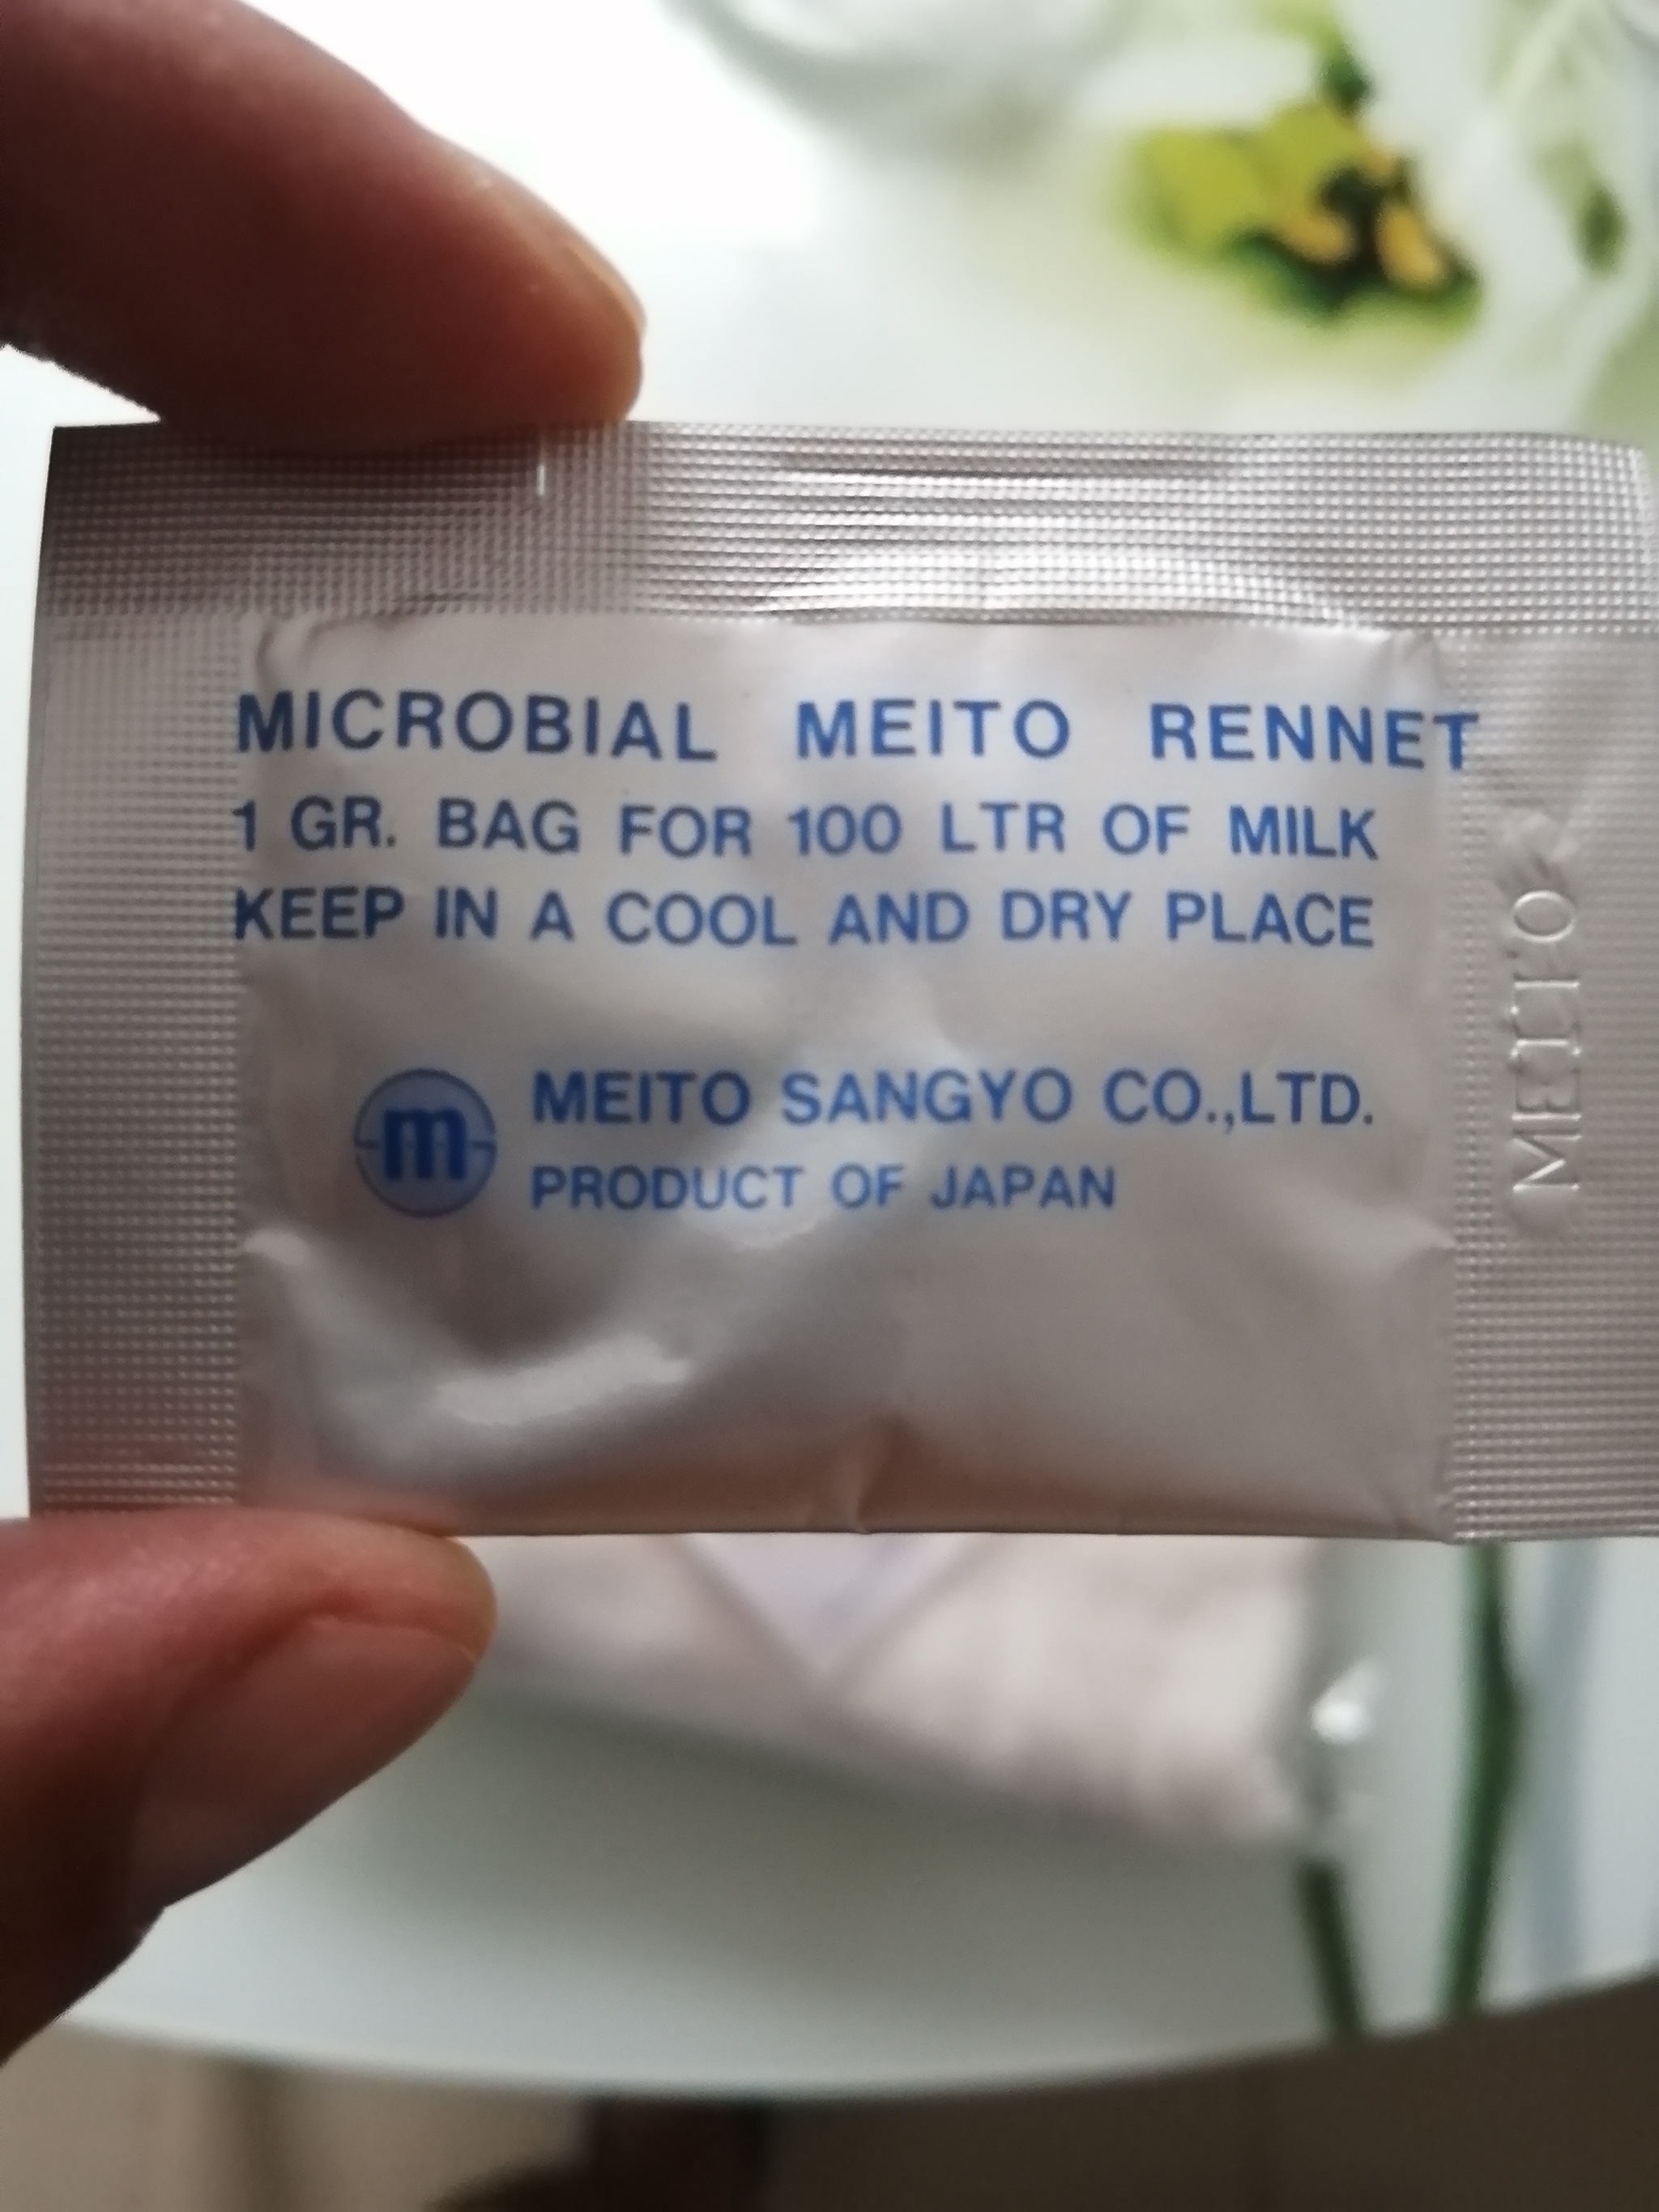 MICROBIAL MEITO RENNET
1 GR. BAG FOR 100 LTR OF MILK
KEEP IN A COOL AND DRY PLACE
m
MEITO SANGYO CO.,LTD.
PRODUCT OF JAPAN
MEITO